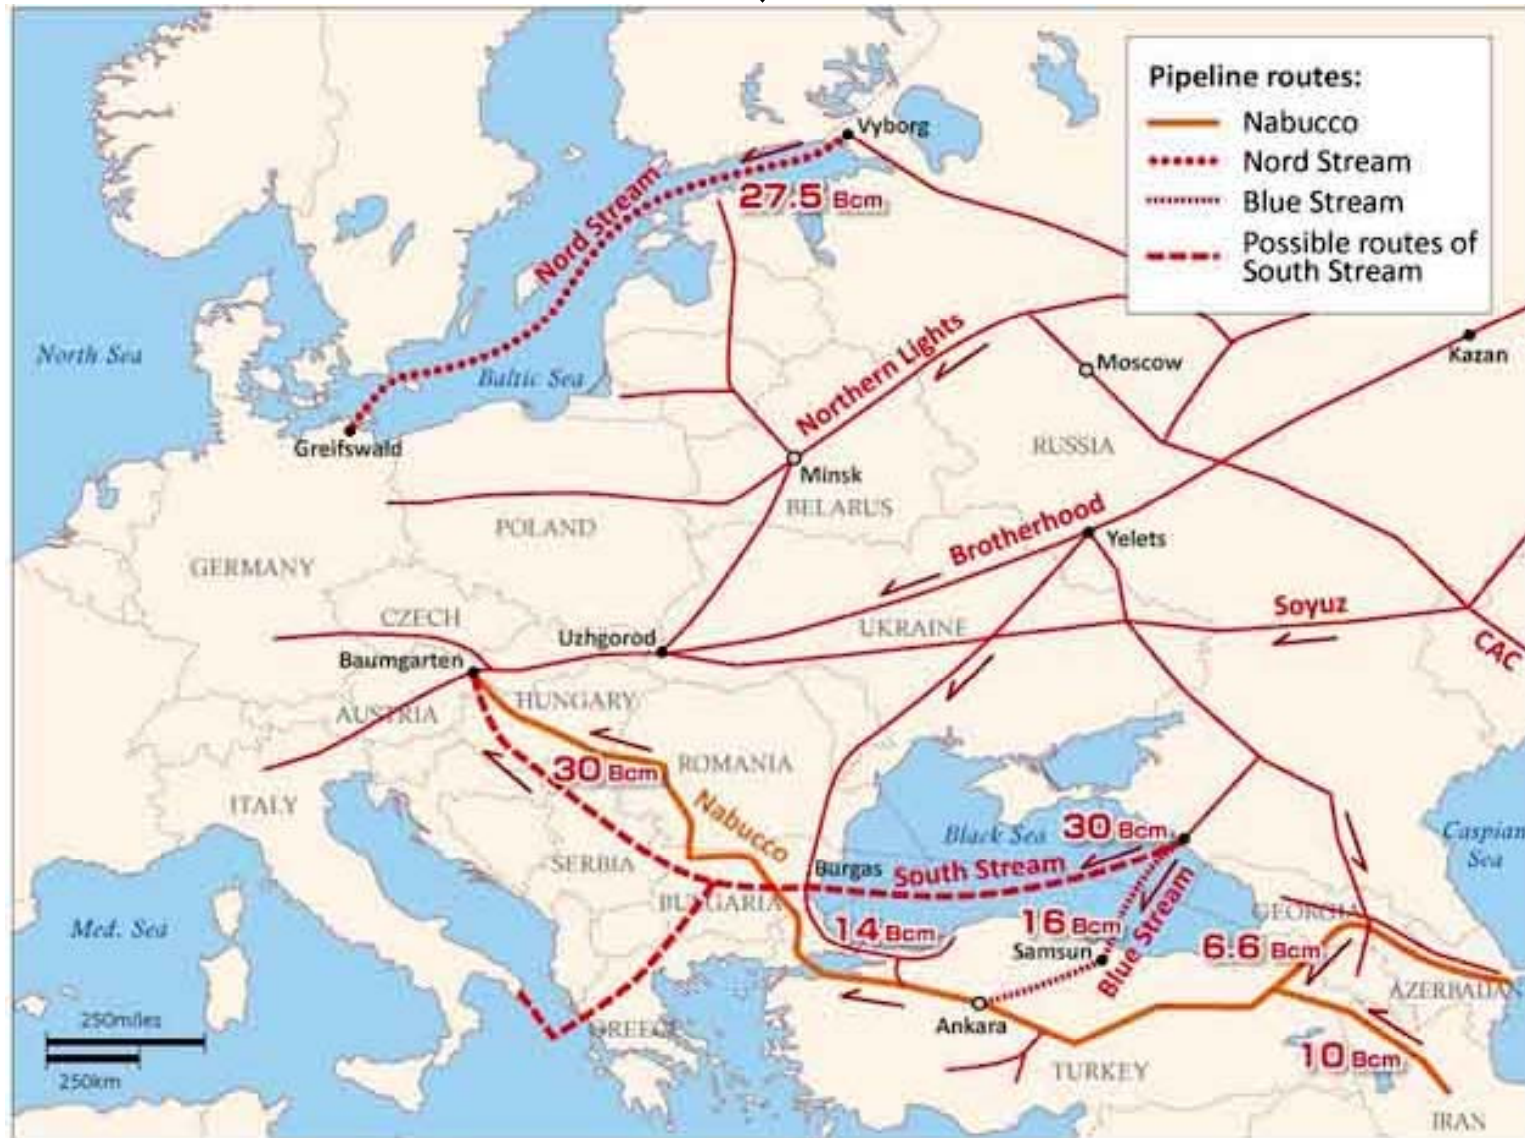 Pipeline routes:
Nabucco
Nord Stream
Blue Stream
Possible routes of
South Stream
Vyborg
27.5 Bcm
Nord Stream
North Sea
Baltic Sea
Greifswald
Northern Lights
Moscow
Kazan
RUSSIA
Minsk
BELARUS
POLAND
GERMANY
Brotherhood
Yelets
Soyuz
CAC
CZECH
Uzhgorod
UKRAINE
Baumgarten
HUNGARY
AUSTRIA
30 Bcm
ROMANIA
ITALY
Nabucco
Black Sea
30 Bcm
Caspian
Sea
SERBIA
Burgas
South Stream
BULGARIA
Med. Sea
14 Bcm
16 Bcm
Samsun
Blue Stream
GEORGIA
6.6 Bcm
AZERBAIJAN
Ankara
GREECE
250miles
250km
TURKEY
10 Bcm
IRAN